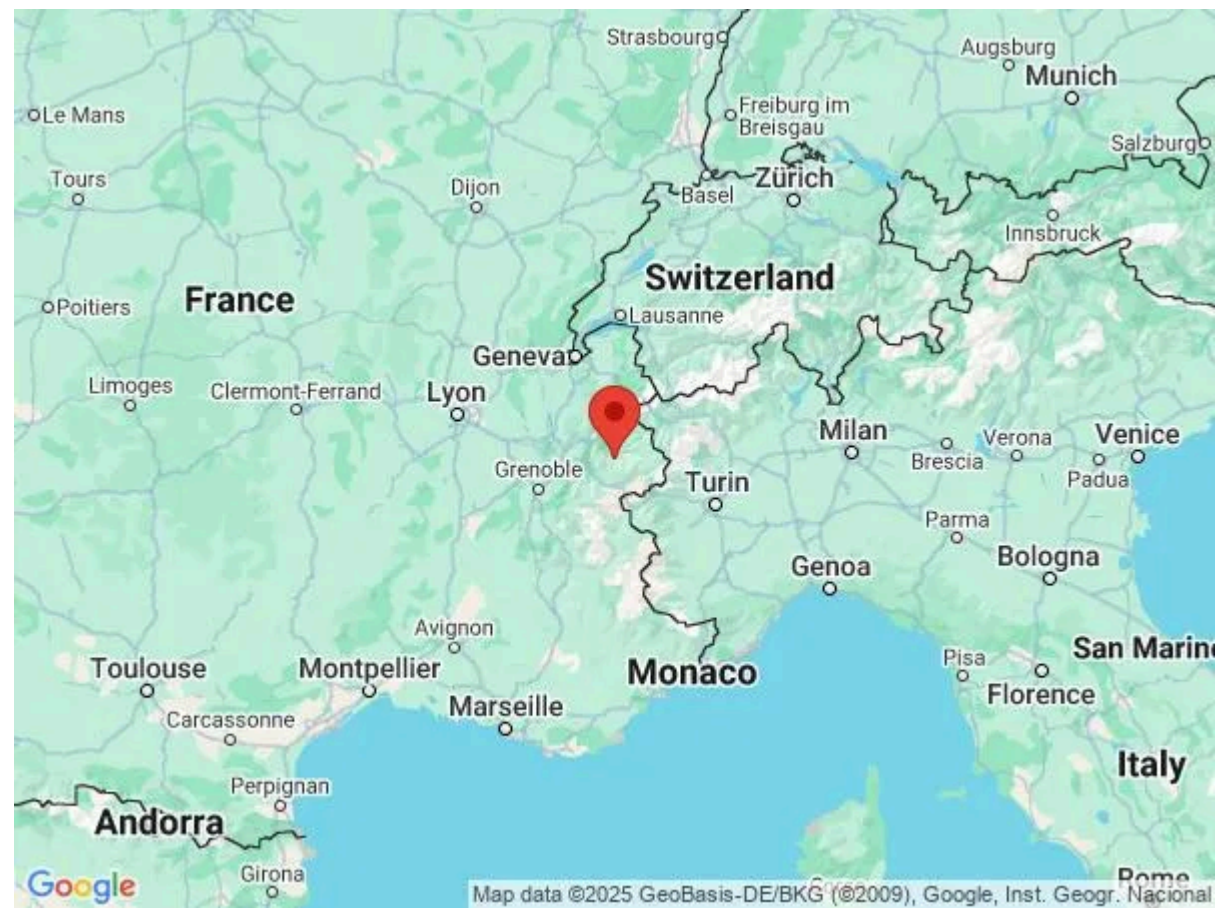 Strasbourg
Augsburg
Munich
Le Mans
Freiburg im
Breisgau
Salzburg
Tours
Dijon
Basel
Zürich
Innsbruck
Switzerland
France
Poitiers
Lausanne
Geneva
Limoges
Clermont-Ferrand
Lyon
Milan
Verona
Venice
Brescia
Padua
Grenoble
Turin
Parma
Bologna
Genoa
Avignon
San Marin
Toulouse
Montpellier
Monaco
Pisa
Florence
Marseille
Carcassonne
Italy
Perpignan
Andorra
Girona
Rome
Google
Map data ©2025 GeoBasis-DE/BKG (©2009), Google, Inst. Geogr. Nacional